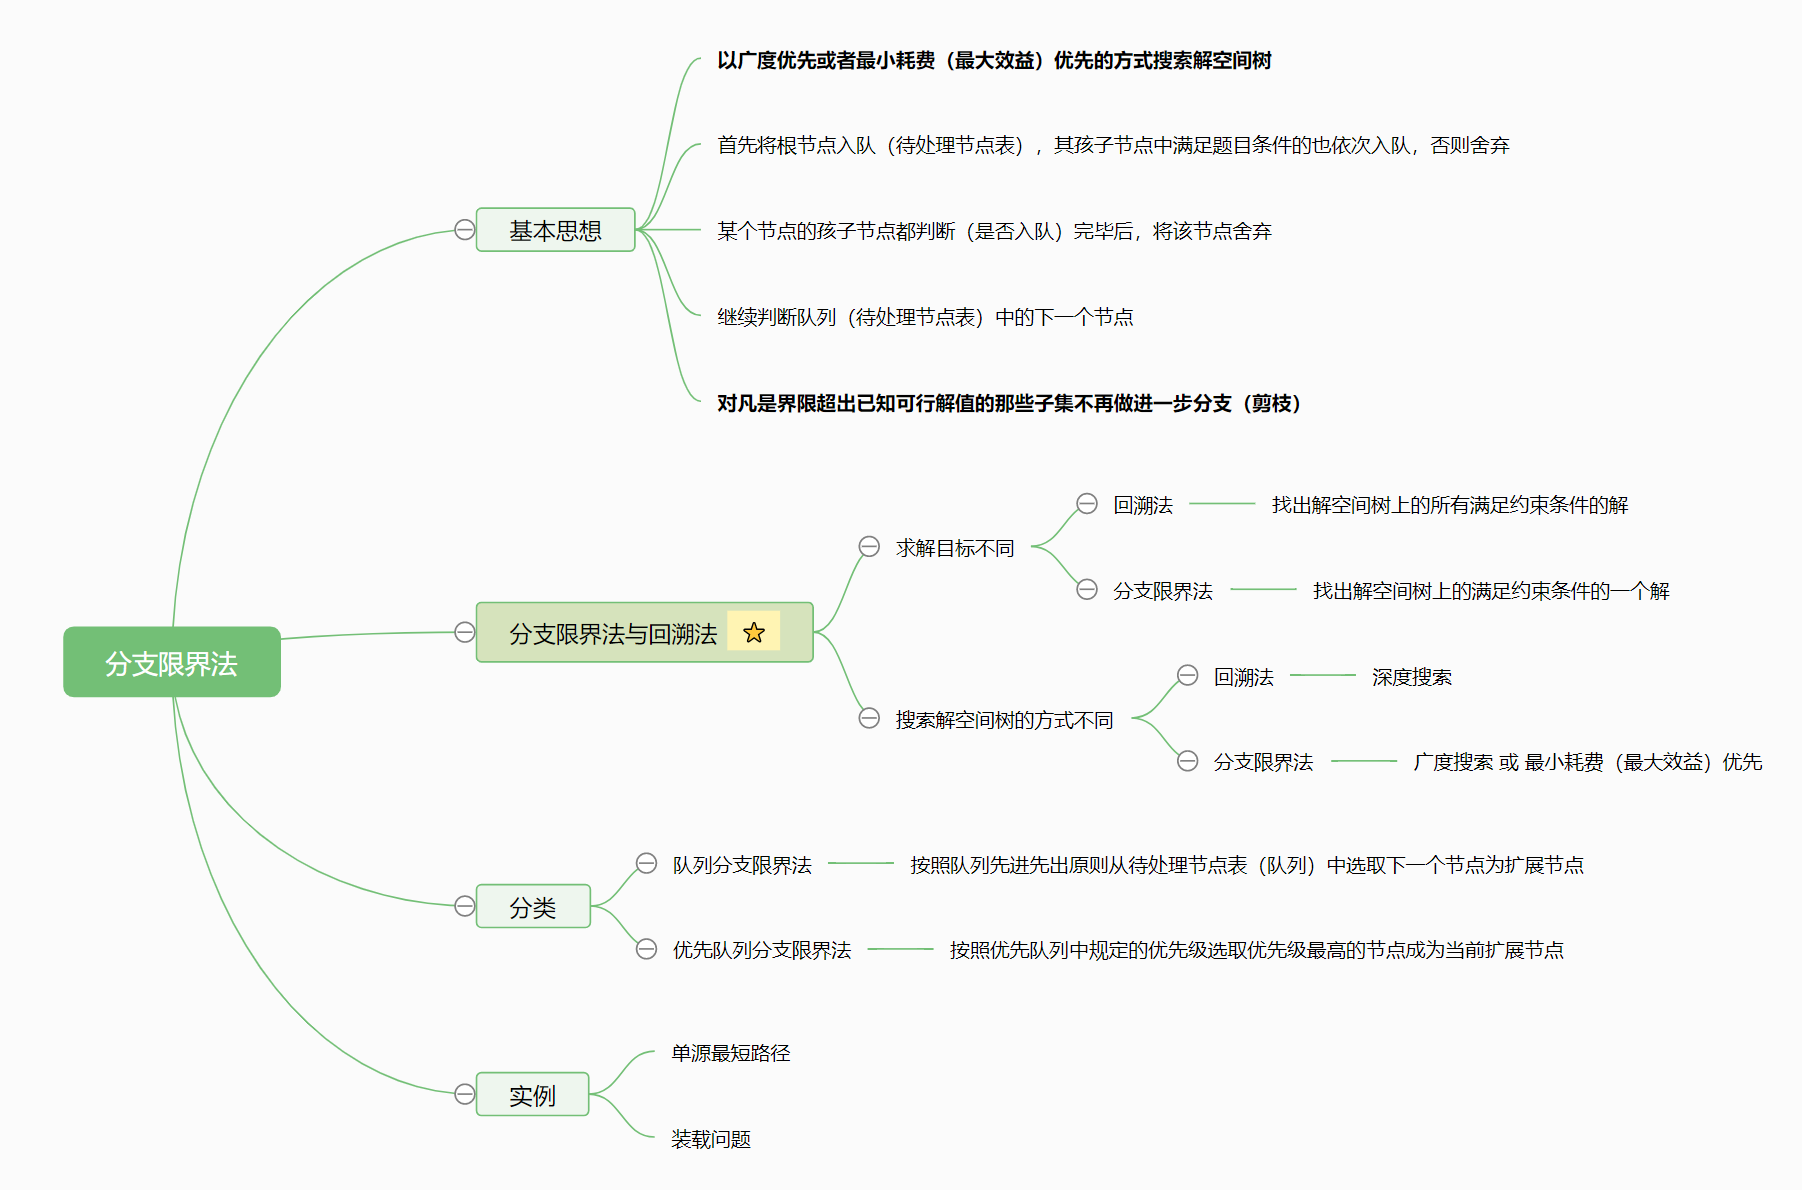 分支限界法
基本思想
以广度优先或者最小耗费（最大效益）优先的方式搜索解空间树
首先将根节点入队（待处理节点表），其孩子节点中满足题目条件的也依次入队，否则舍弃
某个节点的孩子节点都判断（是否入队）完毕后，将该节点舍弃
继续判断队列（待处理节点表）中的下一个节点
对凡是界限超出已知可行解值的那些子集不再做进一步分支（剪枝）
分支限界法与回溯法
求解目标不同
回溯法
找出解空间树上的所有满足约束条件的解
分支限界法
找出解空间树上的满足约束条件的一个解
搜索解空间树的方式不同
回溯法
深度搜索
分支限界法
广度搜索 或 最小耗费（最大效益）优先
分类
队列分支限界法
按照队列先进先出原则从待处理节点表（队列）中选取下一个节点为扩展节点
优先队列分支限界法
按照优先队列中规定的优先级选取优先级最高的节点成为当前扩展节点
实例
单源最短路径
装载问题